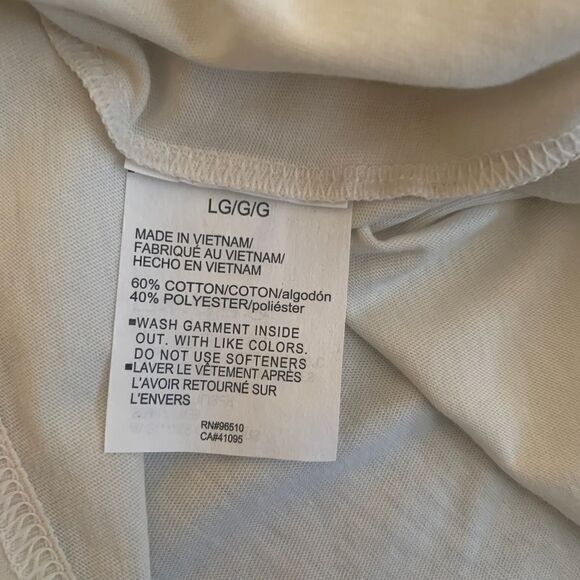 LG/G/G
MADE IN VIETNAM/
FABRIQUÉ AU VIETNAM/
HECHO EN VIETNAM
60% COTTON/COTON/algodón
40% POLYESTER/poliéster
■WASH GARMENT INSIDE
OUT. WITH LIKE COLORS.
DO NOT USE SOFTENERS
■LAVER LE VÊTEMENT APRÈS
L'AVOIR RETOURNÉ SUR
L'ENVERS
RN#96510
CA#41095